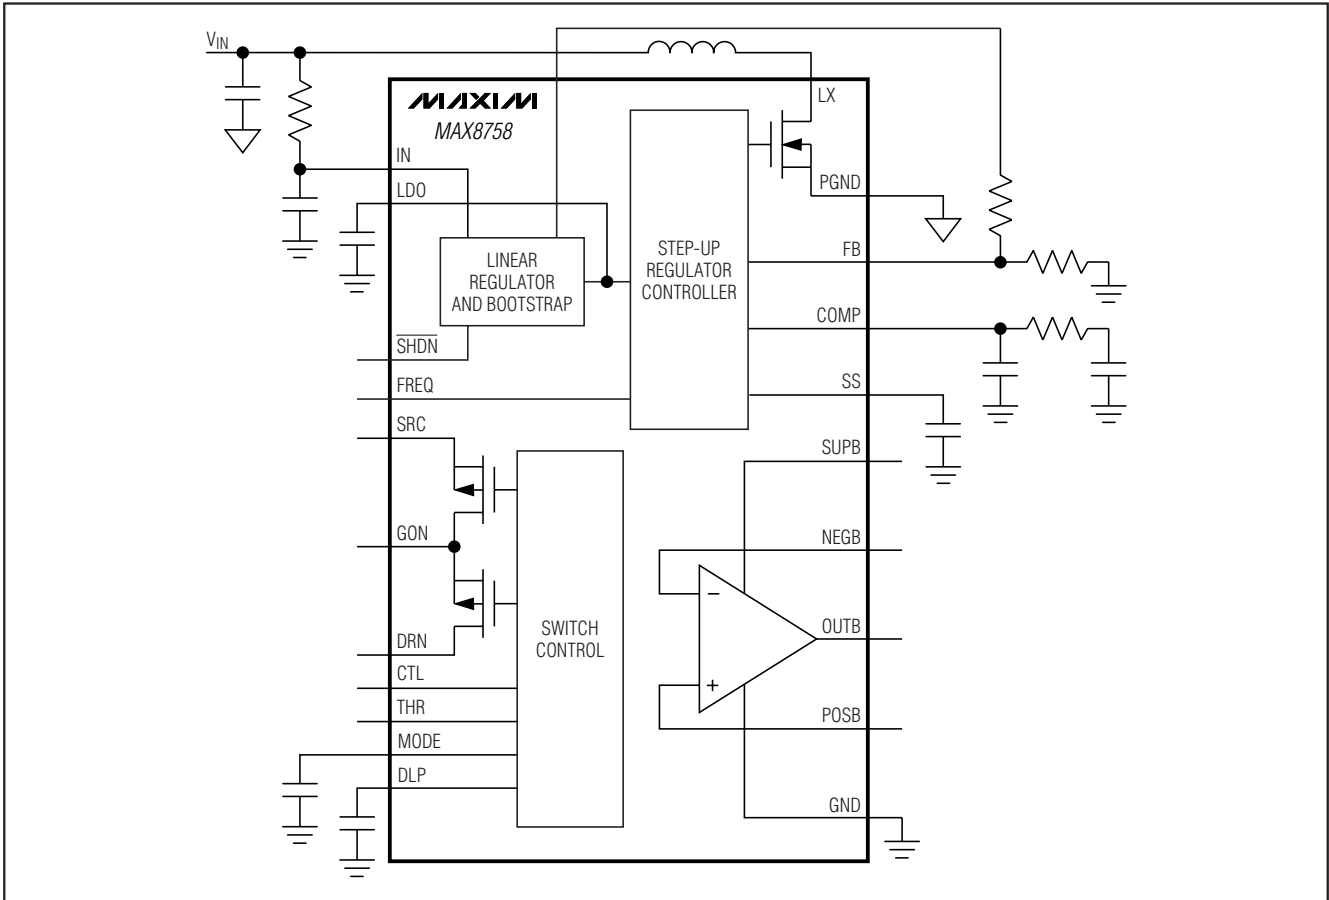 VIN
MAXIM
LX
MAX8758
IN
PGND
LDO
FB
STEP-UP
REGULATOR
CONTROLLER
LINEAR
REGULATOR
AND BOOTSTRAP
COMP
SHDN
FREQ
SS
SRC
SUPB
GON
NEGB
−
OUTB
SWITCH
CONTROL
DRN
CTL
+
THR
POSB
MODE
DLP
GND